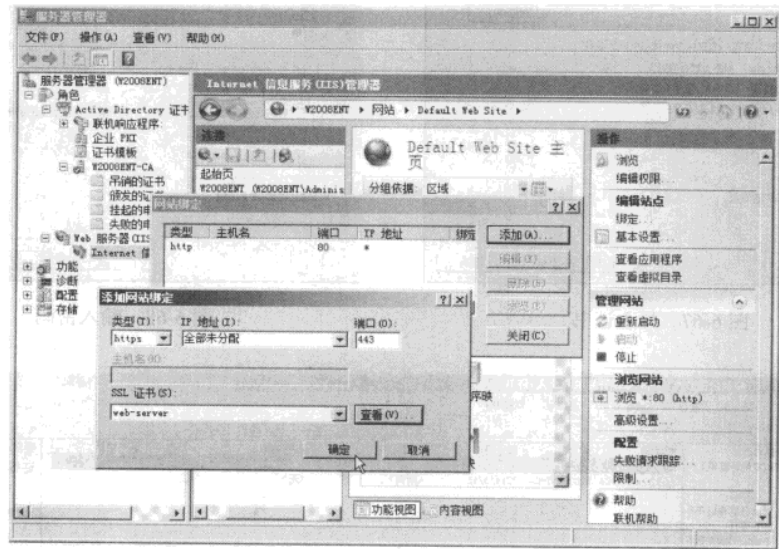 服务器管理器
文件(F) 操作(A) 查看(V) 帮助(H)
服务器管理器 (W2008ENT)
角色
Active Directory 证书
联机响应程序
企业 PKI
证书模板
W2008ENT-CA
吊销的证书
颁发的证
挂起的申
失败的申
Web 服务器(IIS
Internet 信
功能
诊断
配置
存储
Internet 信息服务(IIS)管理器
W2008ENT 网站 Default Web Site
连接
起始页
W2008ENT (W2008ENT\Adminis
Default Web Site 主页
分组依据: 区域
功能视图 内容视图
网站绑定
类型 主机名 端口 IP 地址 绑定
http 80 *
添加(A)...
编辑(E)...
删除(R)
浏览(B)
关闭(C)
添加网站绑定
类型(T): IP 地址(I): 端口(O):
https 全部未分配 443
主机名(H):
SSL 证书(S):
web-server 查看(V)...
确定 取消
序映
操作
浏览
编辑权限...
编辑站点
绑定...
基本设置...
查看应用程序
查看虚拟目录
管理网站
重新启动
启动
停止
浏览网站
浏览 *:80 (http)
高级设置...
配置
失败请求跟踪...
限制...
帮助
联机帮助